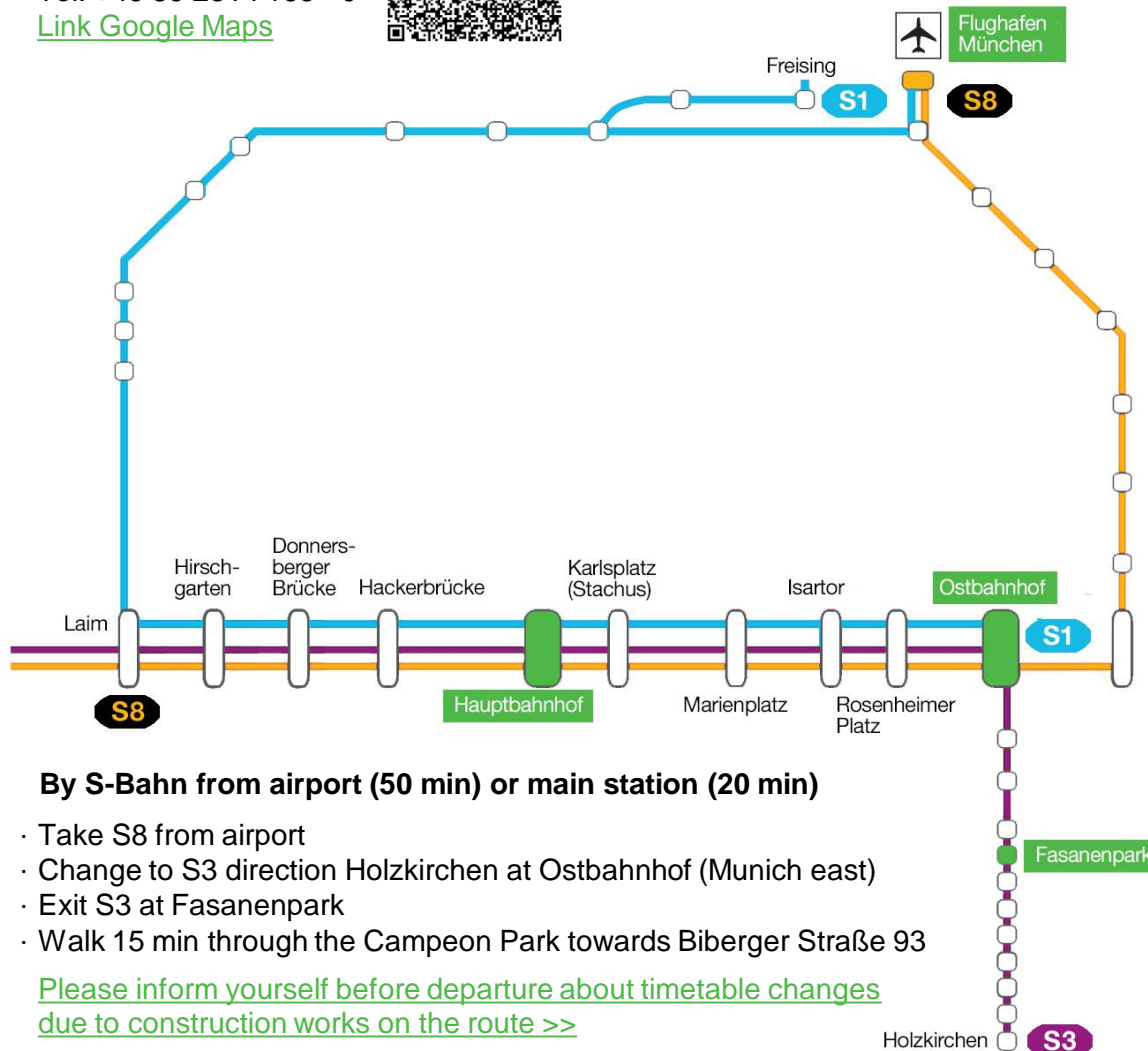 Link Google Maps
Flughafen
München
Freising
S1
S8
Donners-
berger
Brücke
Hirsch-
garten
Hackerbrücke
Karlsplatz
(Stachus)
Isartor
Ostbahnhof
Laim
S1
S8
Hauptbahnhof
Marienplatz
Rosenheimer
Platz
By S-Bahn from airport (50 min) or main station (20 min)
· Take S8 from airport
· Change to S3 direction Holzkirchen at Ostbahnhof (Munich east)
Fasanenpark
· Exit S3 at Fasanenpark
· Walk 15 min through the Campeon Park towards Biberger Straße 93
Please inform yourself before departure about timetable changes
due to construction works on the route >>
Holzkirchen
S3